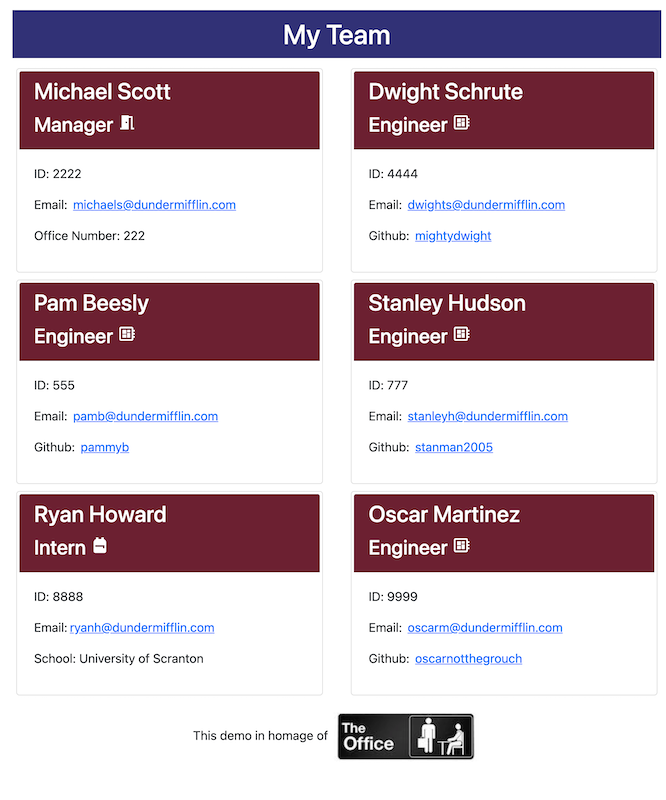 My Team
Michael Scott
Manager
ID: 2222
Email: michaels@dundermifflin.com
Office Number: 222
Dwight Schrute
Engineer
ID: 4444
Email: dwights@dundermifflin.com
Github: mightydwight
Pam Beesly
Engineer
ID: 555
Email: pamb@dundermifflin.com
Github: pammyb
Stanley Hudson
Engineer
ID: 777
Email: stanleyh@dundermifflin.com
Github: stanman2005
Ryan Howard
Intern
ID: 8888
Email: ryanh@dundermifflin.com
School: University of Scranton
Oscar Martinez
Engineer
ID: 9999
Email: oscarm@dundermifflin.com
Github: oscarnotthegrouch
This demo in homage of
The
Office